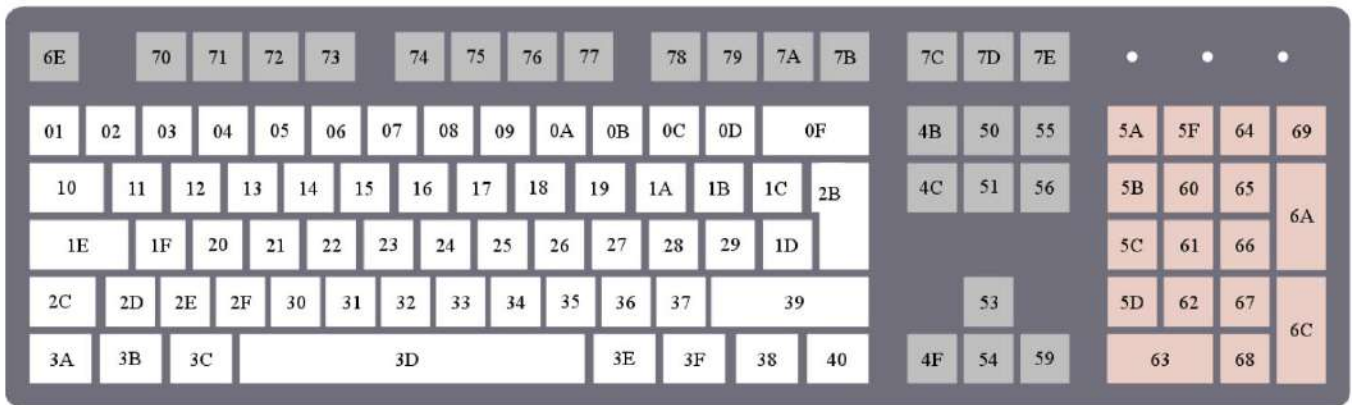 6E 70 71 72 73 74 75 76 77 78 79 7A 7B 7C 7D 7E
01 02 03 04 05 06 07 08 09 0A 0B 0C 0D 0F 4B 50 55 5A 5F 64 69
10 11 12 13 14 15 16 17 18 19 1A 1B 1C 2B 4C 51 56 5B 60 65 6A
1E 1F 20 21 22 23 24 25 26 27 28 29 1D 5C 61 66
2C 2D 2E 2F 30 31 32 33 34 35 36 37 39 53 5D 62 67 6C
3A 3B 3C 3D 3E 3F 38 40 4F 54 59 63 68